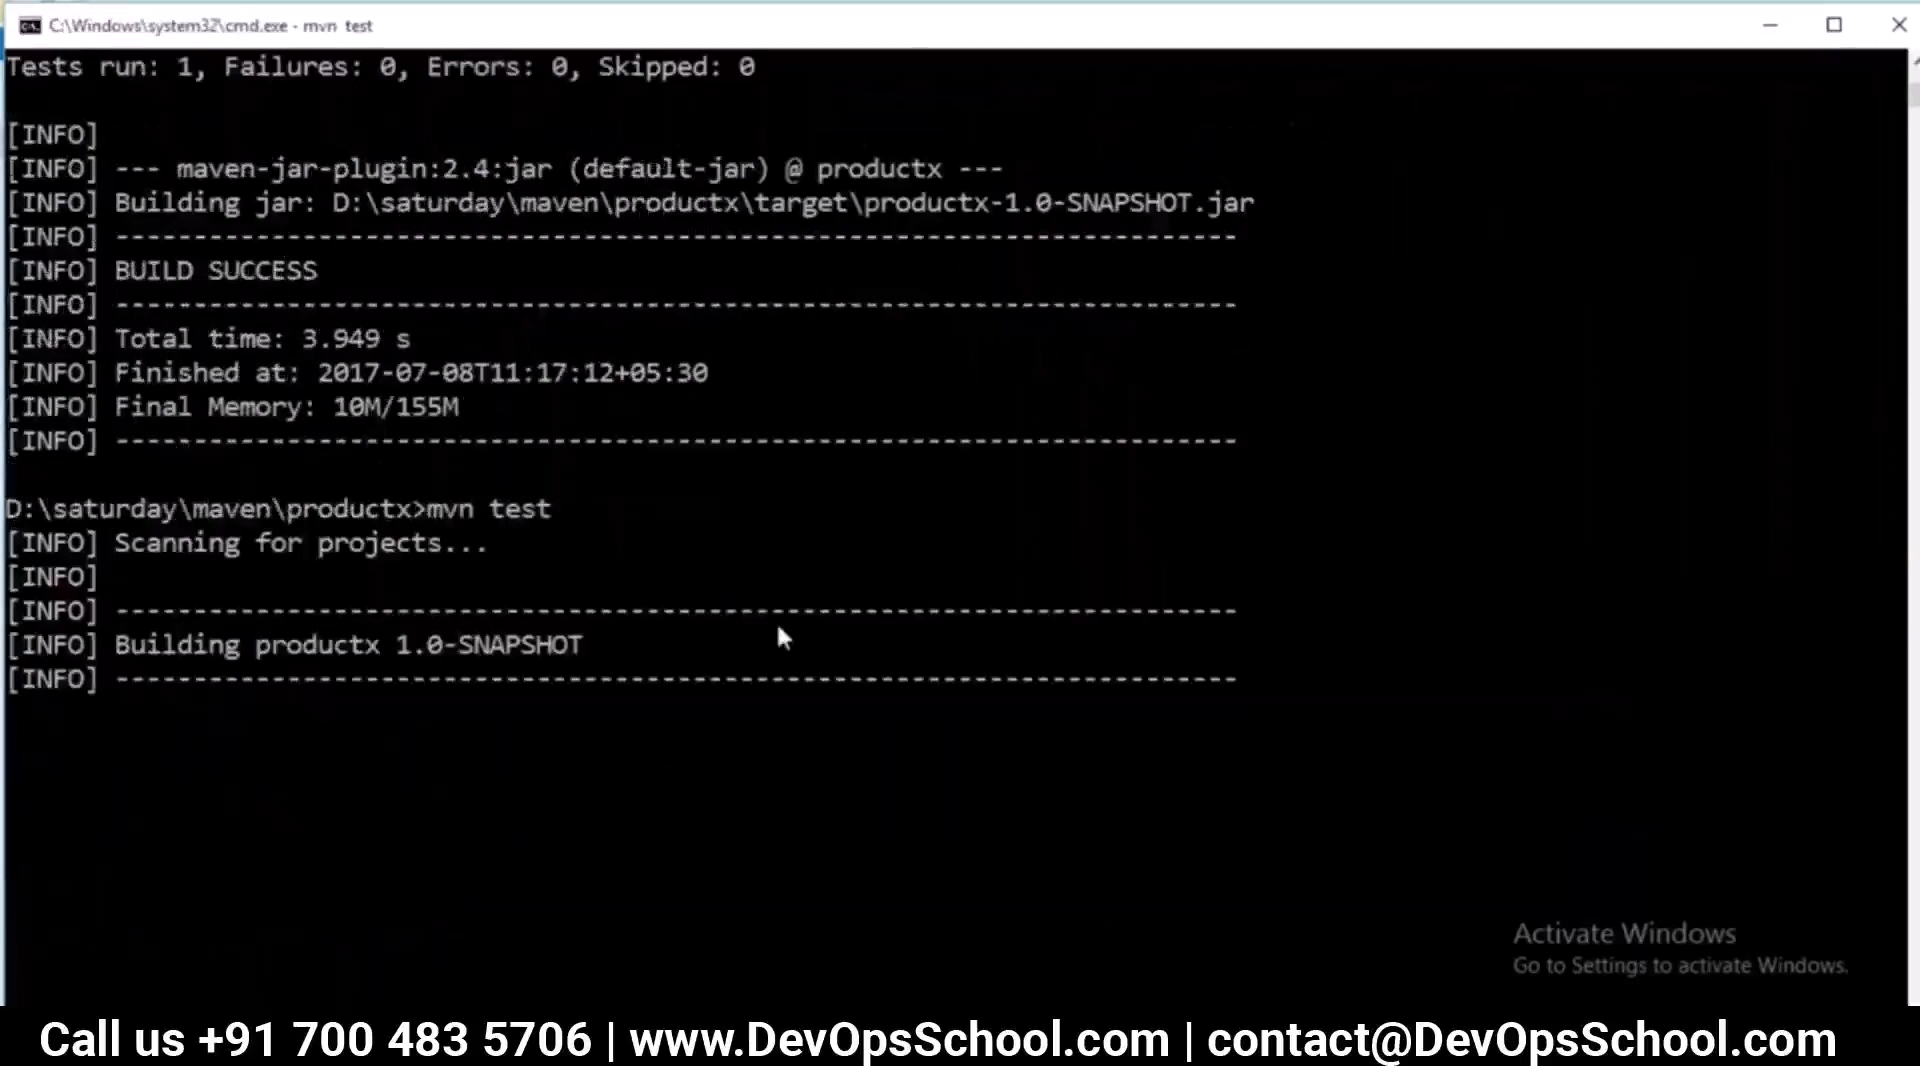 C:\Windows\system32\cmd.exe - mvn test
Tests run: 1, Failures: 0, Errors: 0, Skipped: 0
[INFO]
[INFO] --- maven-jar-plugin:2.4:jar (default-jar) @ productx ---
[INFO] Building jar: D:\saturday\maven\productx\target\productx-1.0-SNAPSHOT.jar
[INFO] ------------------------------------------------------------------------
[INFO] BUILD SUCCESS
[INFO] ------------------------------------------------------------------------
[INFO] Total time: 3.949 s
[INFO] Finished at: 2017-07-08T11:17:12+05:30
[INFO] Final Memory: 10M/155M
[INFO] ------------------------------------------------------------------------
D:\saturday\maven\productx>mvn test
[INFO] Scanning for projects...
[INFO]
[INFO] ------------------------------------------------------------------------
[INFO] Building productx 1.0-SNAPSHOT
[INFO] ------------------------------------------------------------------------
Activate Windows
Go to Settings to activate Windows.
Call us +91 700 483 5706 | www.DevOpsSchool.com | contact@DevOpsSchool.com